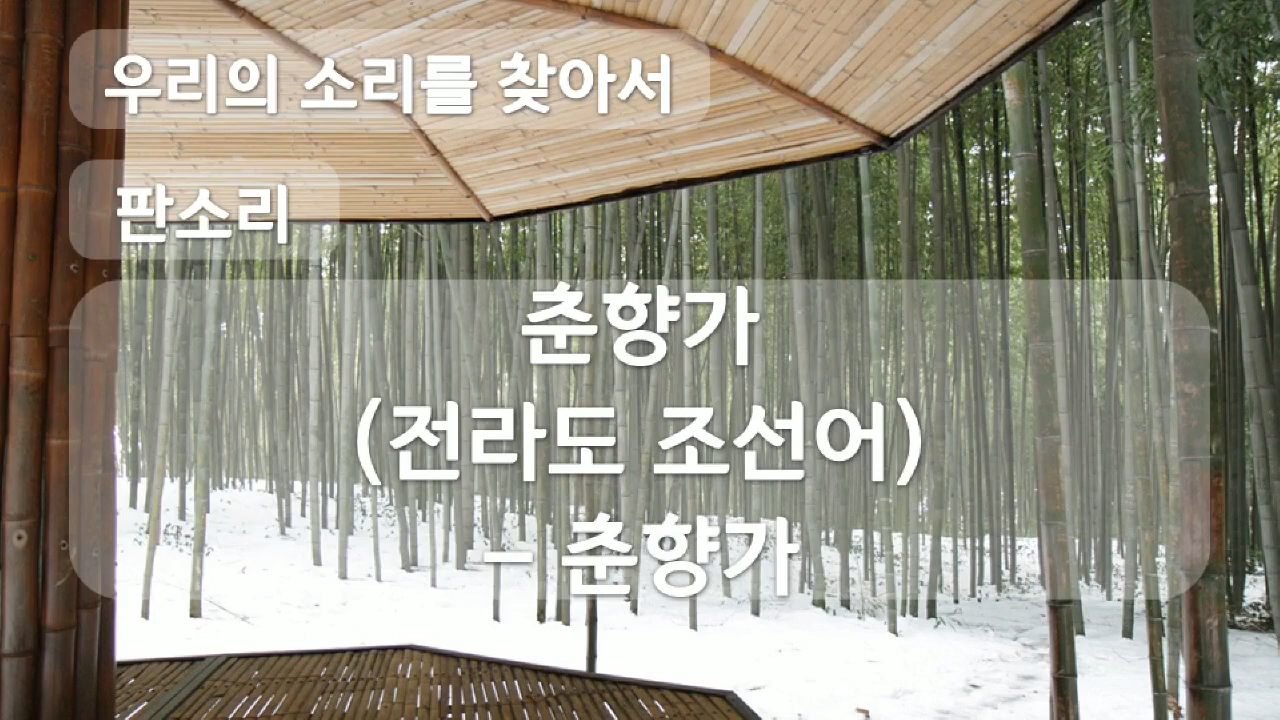 우리의 소리를 찾아서
판소리
춘향가
(전라도 조선어)
- 춘향가